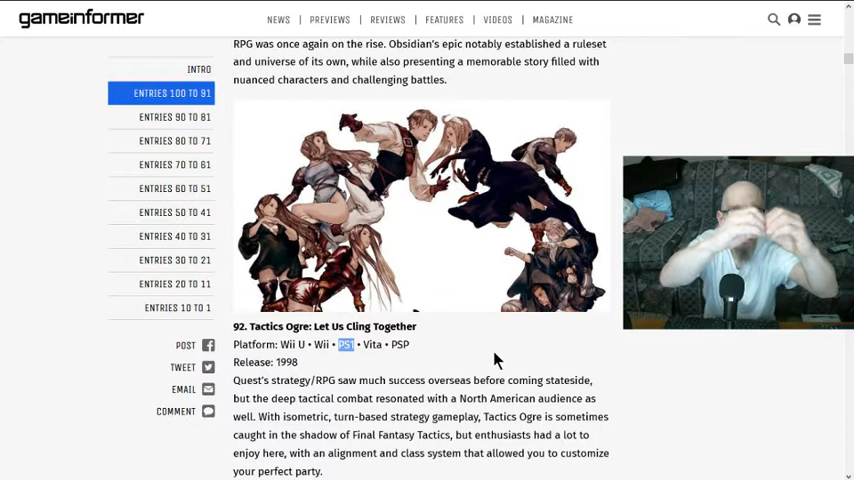 gameinformer
NEWS | PREVIEWS | REVIEWS | FEATURES | VIDEOS | MAGAZINE
RPG was once again on the rise. Obsidian's epic notably established a ruleset
and universe of its own, while also presenting a memorable story filled with
nuanced characters and challenging battles.
INTRO
ENTRIES 100 TO 91
ENTRIES 90 TO 81
ENTRIES 80 TO 71
ENTRIES 70 TO 61
ENTRIES 60 TO 51
ENTRIES 50 TO 41
ENTRIES 40 TO 31
ENTRIES 30 TO 21
ENTRIES 20 TO 11
ENTRIES 10 TO 1
POST
TWEET
EMAIL
COMMENT
92. Tactics Ogre: Let Us Cling Together
Platform: Wii U • Wii • PS1 • Vita • PSP
Release: 1998
Quest's strategy/RPG saw much success overseas before coming stateside,
but the deep tactical combat resonated with a North American audience as
well. With isometric, turn-based strategy gameplay, Tactics Ogre is sometimes
caught in the shadow of Final Fantasy Tactics, but enthusiasts had a lot to
enjoy here, with an alignment and class system that allowed you to customize
your perfect party.